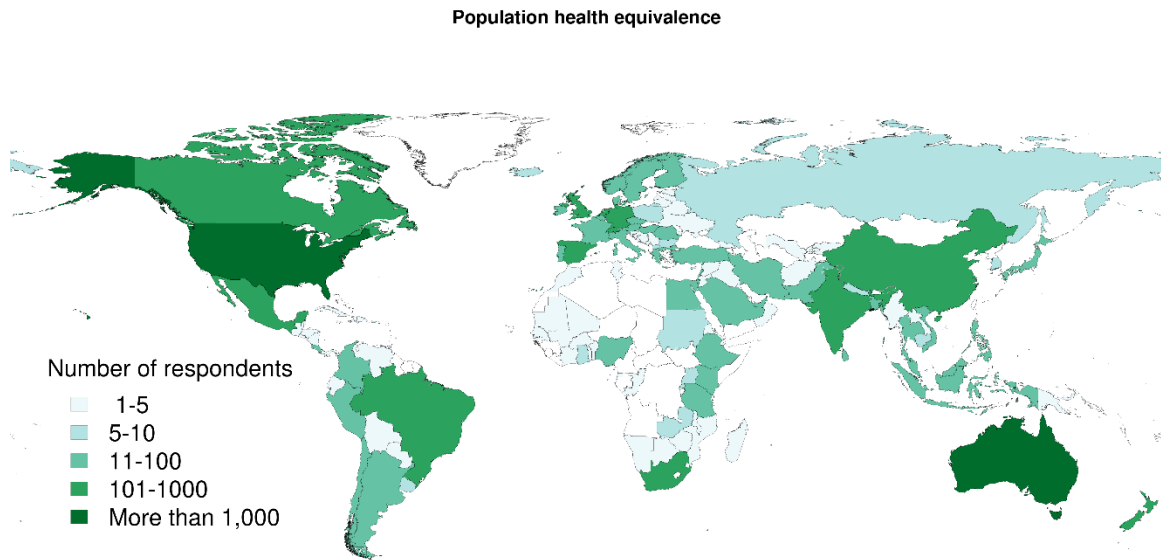 Population health equivalence
Number of respondents
1-5
5-10
11-100
101-1000
More than 1,000